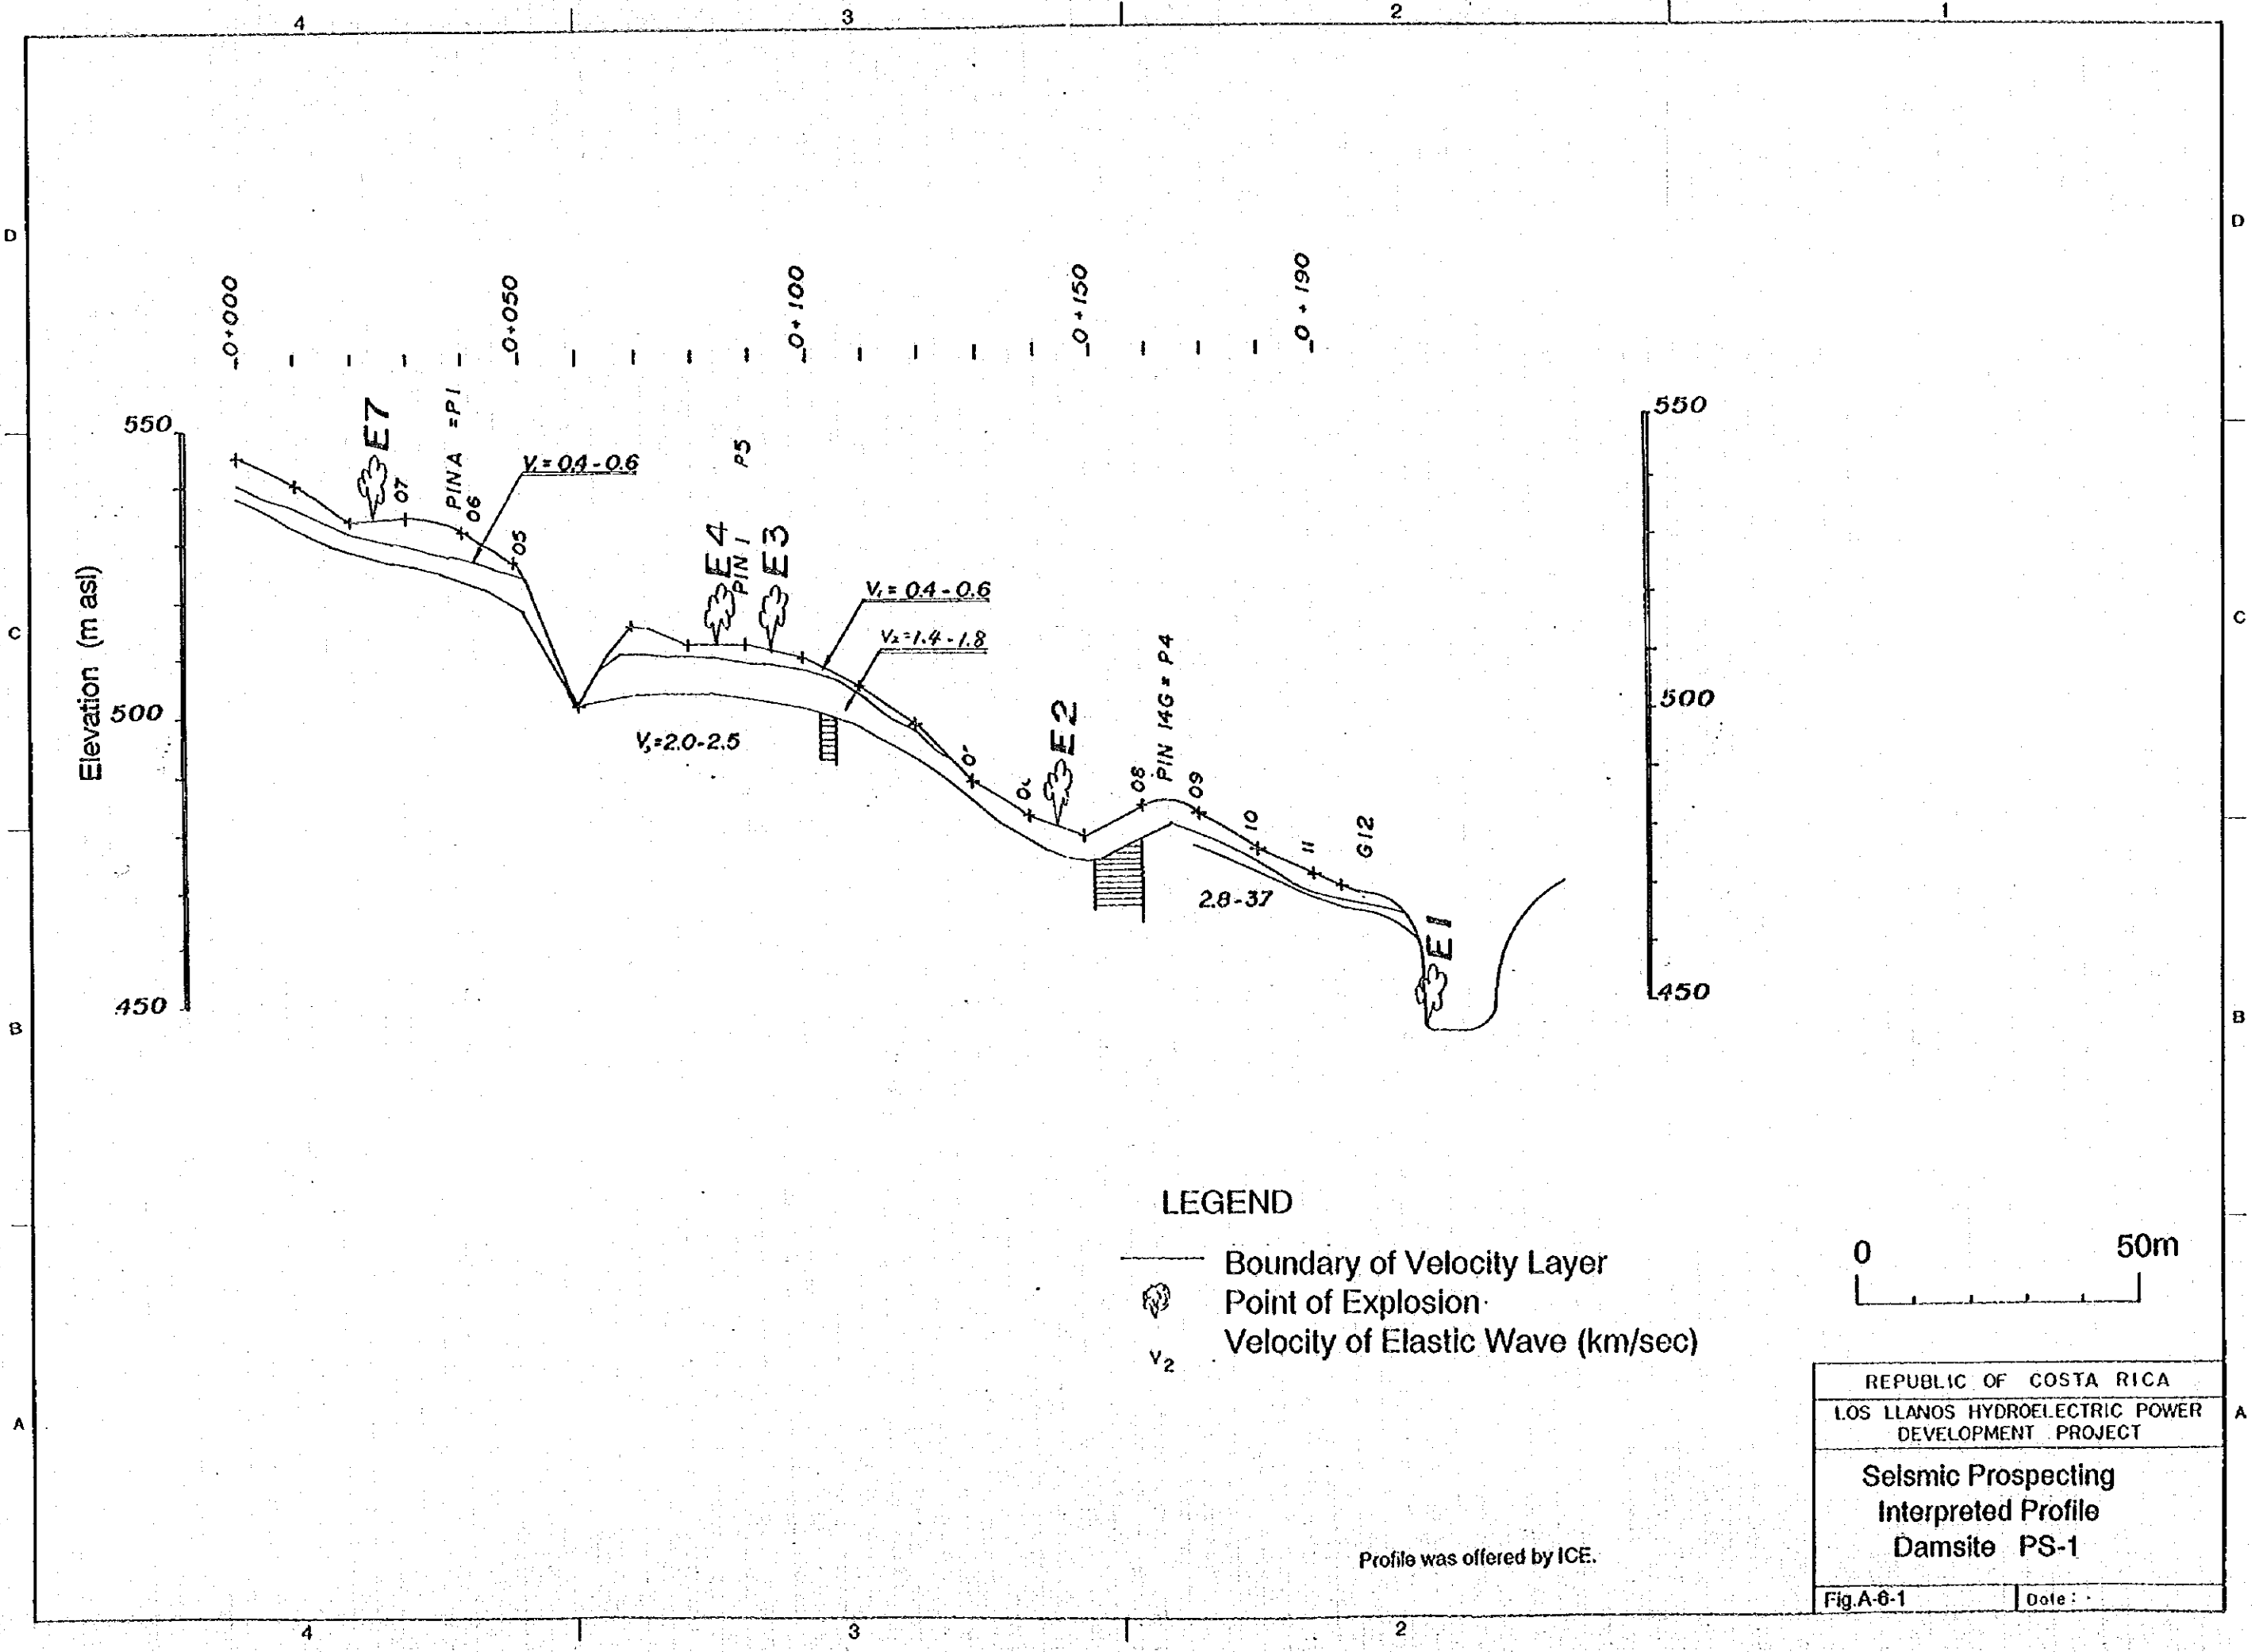 4 3 2 1
D D
0+000 0+050 0+100 0+150 0+190
550 550
E7
07
PINA =P1
06
05
V₁=0.4-0.6
E4
PIN 1 P5
E3
V₁=0.4-0.6
V₂=1.4-1.8
C C
Elevation (m asl)
500 500
V₃=2.0-2.5
E2
08
PIN 14G = P4
09
10
11
G12
2.8-3.7
E1
450 450
B B
LEGEND
Boundary of Velocity Layer
Point of Explosion
V₂ Velocity of Elastic Wave (km/sec)
0 50m
A A
REPUBLIC OF COSTA RICA
LOS LLANOS HYDROELECTRIC POWER
DEVELOPMENT PROJECT
Seismic Prospecting
Interpreted Profile
Damsite PS-1
Fig.A-6-1 Date:
Profile was offered by ICE.
4 3 2